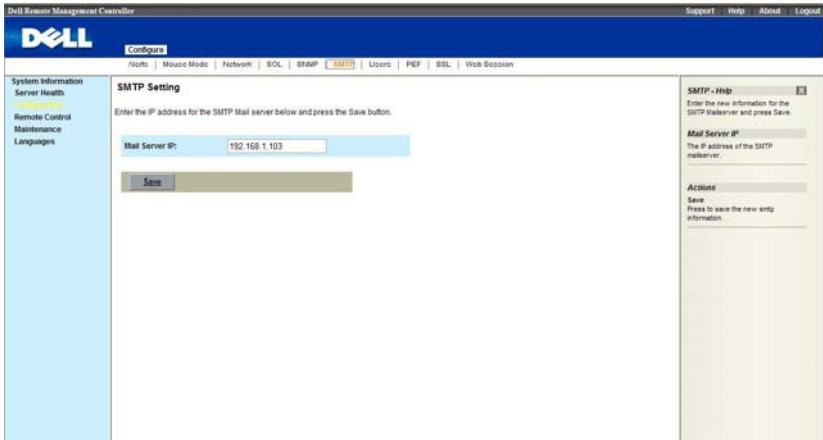 Dell Remote Management Controller
Support Help About Logout
DELL
Configure
Alerts | Mouse Mode | Network | SOL | SNMP | SMTP | Users | PEF | SSL | Web Session
System Information
Server Health
Configuration
Remote Control
Maintenance
Languages
SMTP Setting
Enter the IP address for the SMTP Mail server below and press the Save button.
Mail Server IP: 192.168.1.103
Save
SMTP - Help X
Enter the new information for the
SMTP Mailserver and press Save.
Mail Server IP
The IP address of the SMTP
mailserver.
Actions
Save
Press to save the new smtp
information.